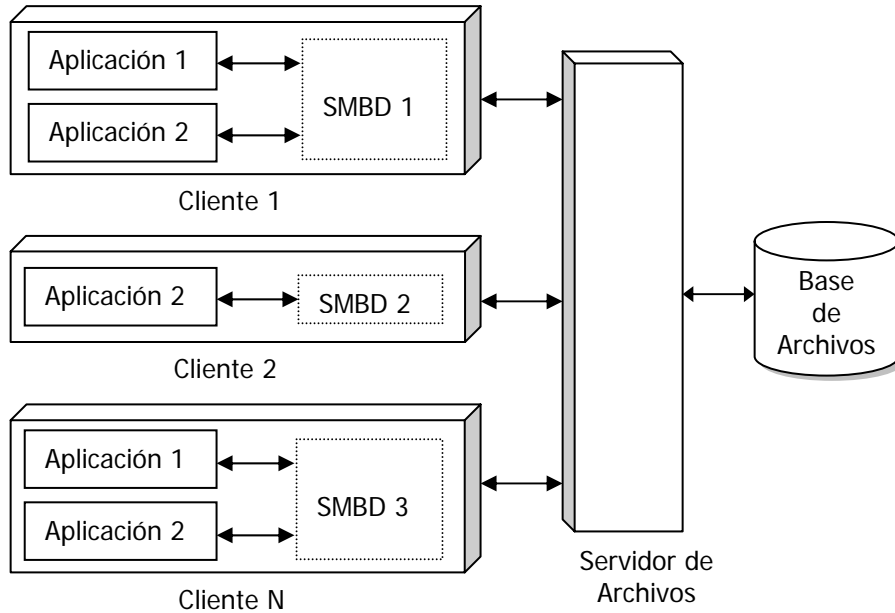 Aplicación 1
Aplicación 2
SMBD 1
Cliente 1
Aplicación 2
SMBD 2
Cliente 2
Aplicación 1
Aplicación 2
SMBD 3
Cliente N
Servidor de
Archivos
Base
de
Archivos